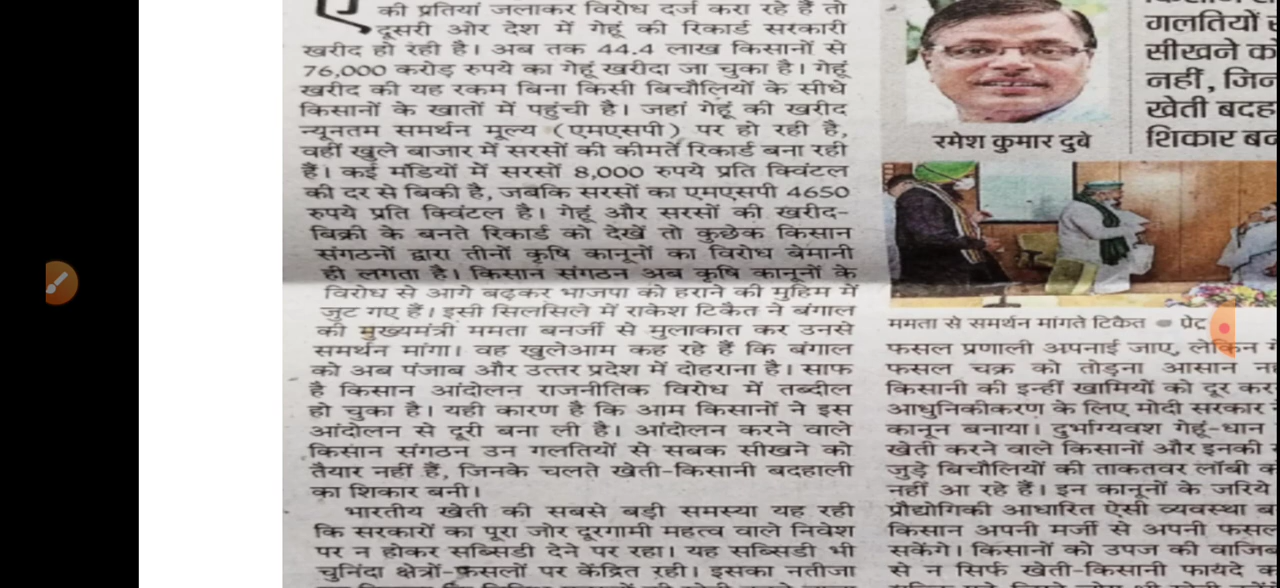 की प्रतियां जलाकर विरोध दर्ज करा रहे हैं तो
दूसरी ओर देश में गेहूं की रिकार्ड सरकारी
खरीद हो रही है। अब तक 44.4 लाख किसानों से
76,000 करोड़ रुपये का गेहूं खरीदा जा चुका है। गेहूं
खरीद की यह रकम बिना किसी बिचौलियों के सीधे
किसानों के खातों में पहुंची है। जहां गेहूं की खरीद
न्यूनतम समर्थन मूल्य (एमएसपी) पर हो रही है,
वहीं खुले बाजार में सरसों की कीमतें रिकार्ड बना रही
हैं। कई मंडियों में सरसों 8,000 रुपये प्रति क्विंटल
की दर से बिकी है, जबकि सरसों का एमएसपी 4650
रुपये प्रति क्विंटल है। गेहूं और सरसों की खरीद-
बिक्री के बनते रिकार्ड को देखें तो कुछेक किसान
संगठनों द्वारा तीनों कृषि कानूनों का विरोध बेमानी
ही लगता है। किसान संगठन अब कृषि कानूनों के
विरोध से आगे बढ़कर भाजपा को हराने की मुहिम में
जुट गए हैं। इसी सिलसिले में राकेश टिकैत ने बंगाल
की मुख्यमंत्री ममता बनर्जी से मुलाकात कर उनसे
समर्थन मांगा। वह खुलेआम कह रहे हैं कि बंगाल
को अब पंजाब और उत्तर प्रदेश में दोहराना है। साफ
है किसान आंदोलन राजनीतिक विरोध में तब्दील
हो चुका है। यही कारण है कि आम किसानों ने इस
आंदोलन से दूरी बना ली है। आंदोलन करने वाले
किसान संगठन उन गलतियों से सबक सीखने को
तैयार नहीं हैं, जिनके चलते खेती-किसानी बदहाली
का शिकार बनी।
भारतीय खेती की सबसे बड़ी समस्या यह रही
कि सरकारों का पूरा जोर दूरगामी महत्व वाले निवेश
पर न होकर सब्सिडी देने पर रहा। यह सब्सिडी भी
चुनिंदा क्षेत्रों-फसलों पर केंद्रित रही। इसका नतीजा
रमेश कुमार दुबे
गलतियों
सीखने को
नहीं, जिन
खेती बदह
शिकार ब
ममता से समर्थन मांगते टिकैत ● प्रेट्र
फसल प्रणाली अपनाई जाए, लेकिन
फसल चक्र को तोड़ना आसान न
किसानी की इन्हीं खामियों को दूर कर
आधुनिकीकरण के लिए मोदी सरकार
कानून बनाया। दुर्भाग्यवश गेहूं-धान
खेती करने वाले किसानों और इनकी
जुड़े बिचौलियों की ताकतवर लॉबी क
नहीं आ रहे हैं। इन कानूनों के जरिये
प्रौद्योगिकी आधारित ऐसी व्यवस्था ब
किसान अपनी मर्जी से अपनी फसल
सकेंगे। किसानों को उपज की वाजिब
से न सिर्फ खेती-किसानी फायदे क